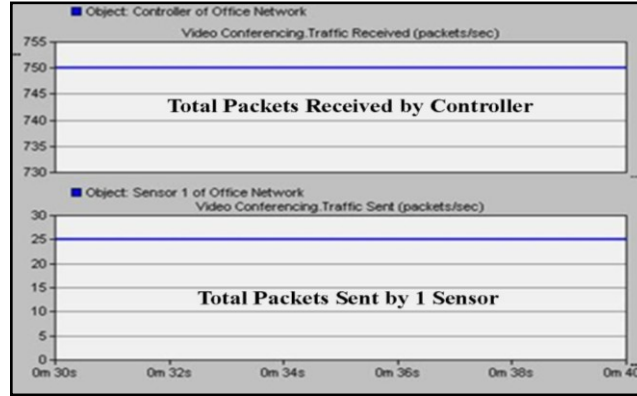 Object: Controller of Office Network
Video Conferencing.Traffic Received (packets/sec)
755
750
745
740
735
730
Total Packets Received by Controller
Object: Sensor 1 of Office Network
Video Conferencing.Traffic Sent (packets/sec)
30
25
20
15
10
5
0
Total Packets Sent by 1 Sensor
0m 30s 0m 32s 0m 34s 0m 36s 0m 38s 0m 40